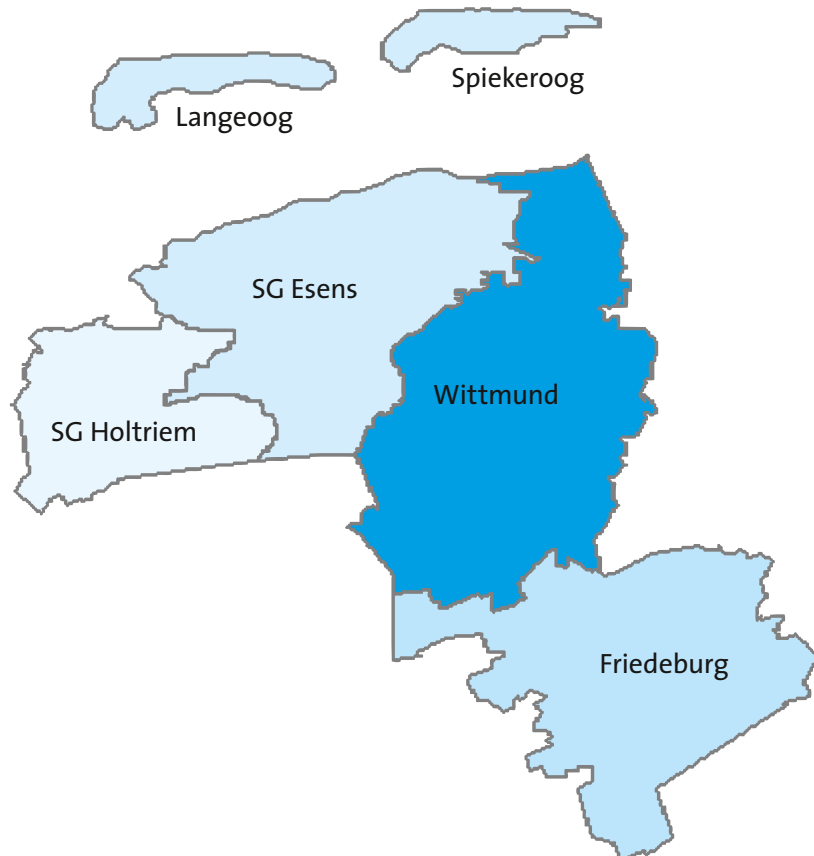 Spiekeroog
Langeoog
SG Esens
Wittmund
SG Holtriem
Friedeburg